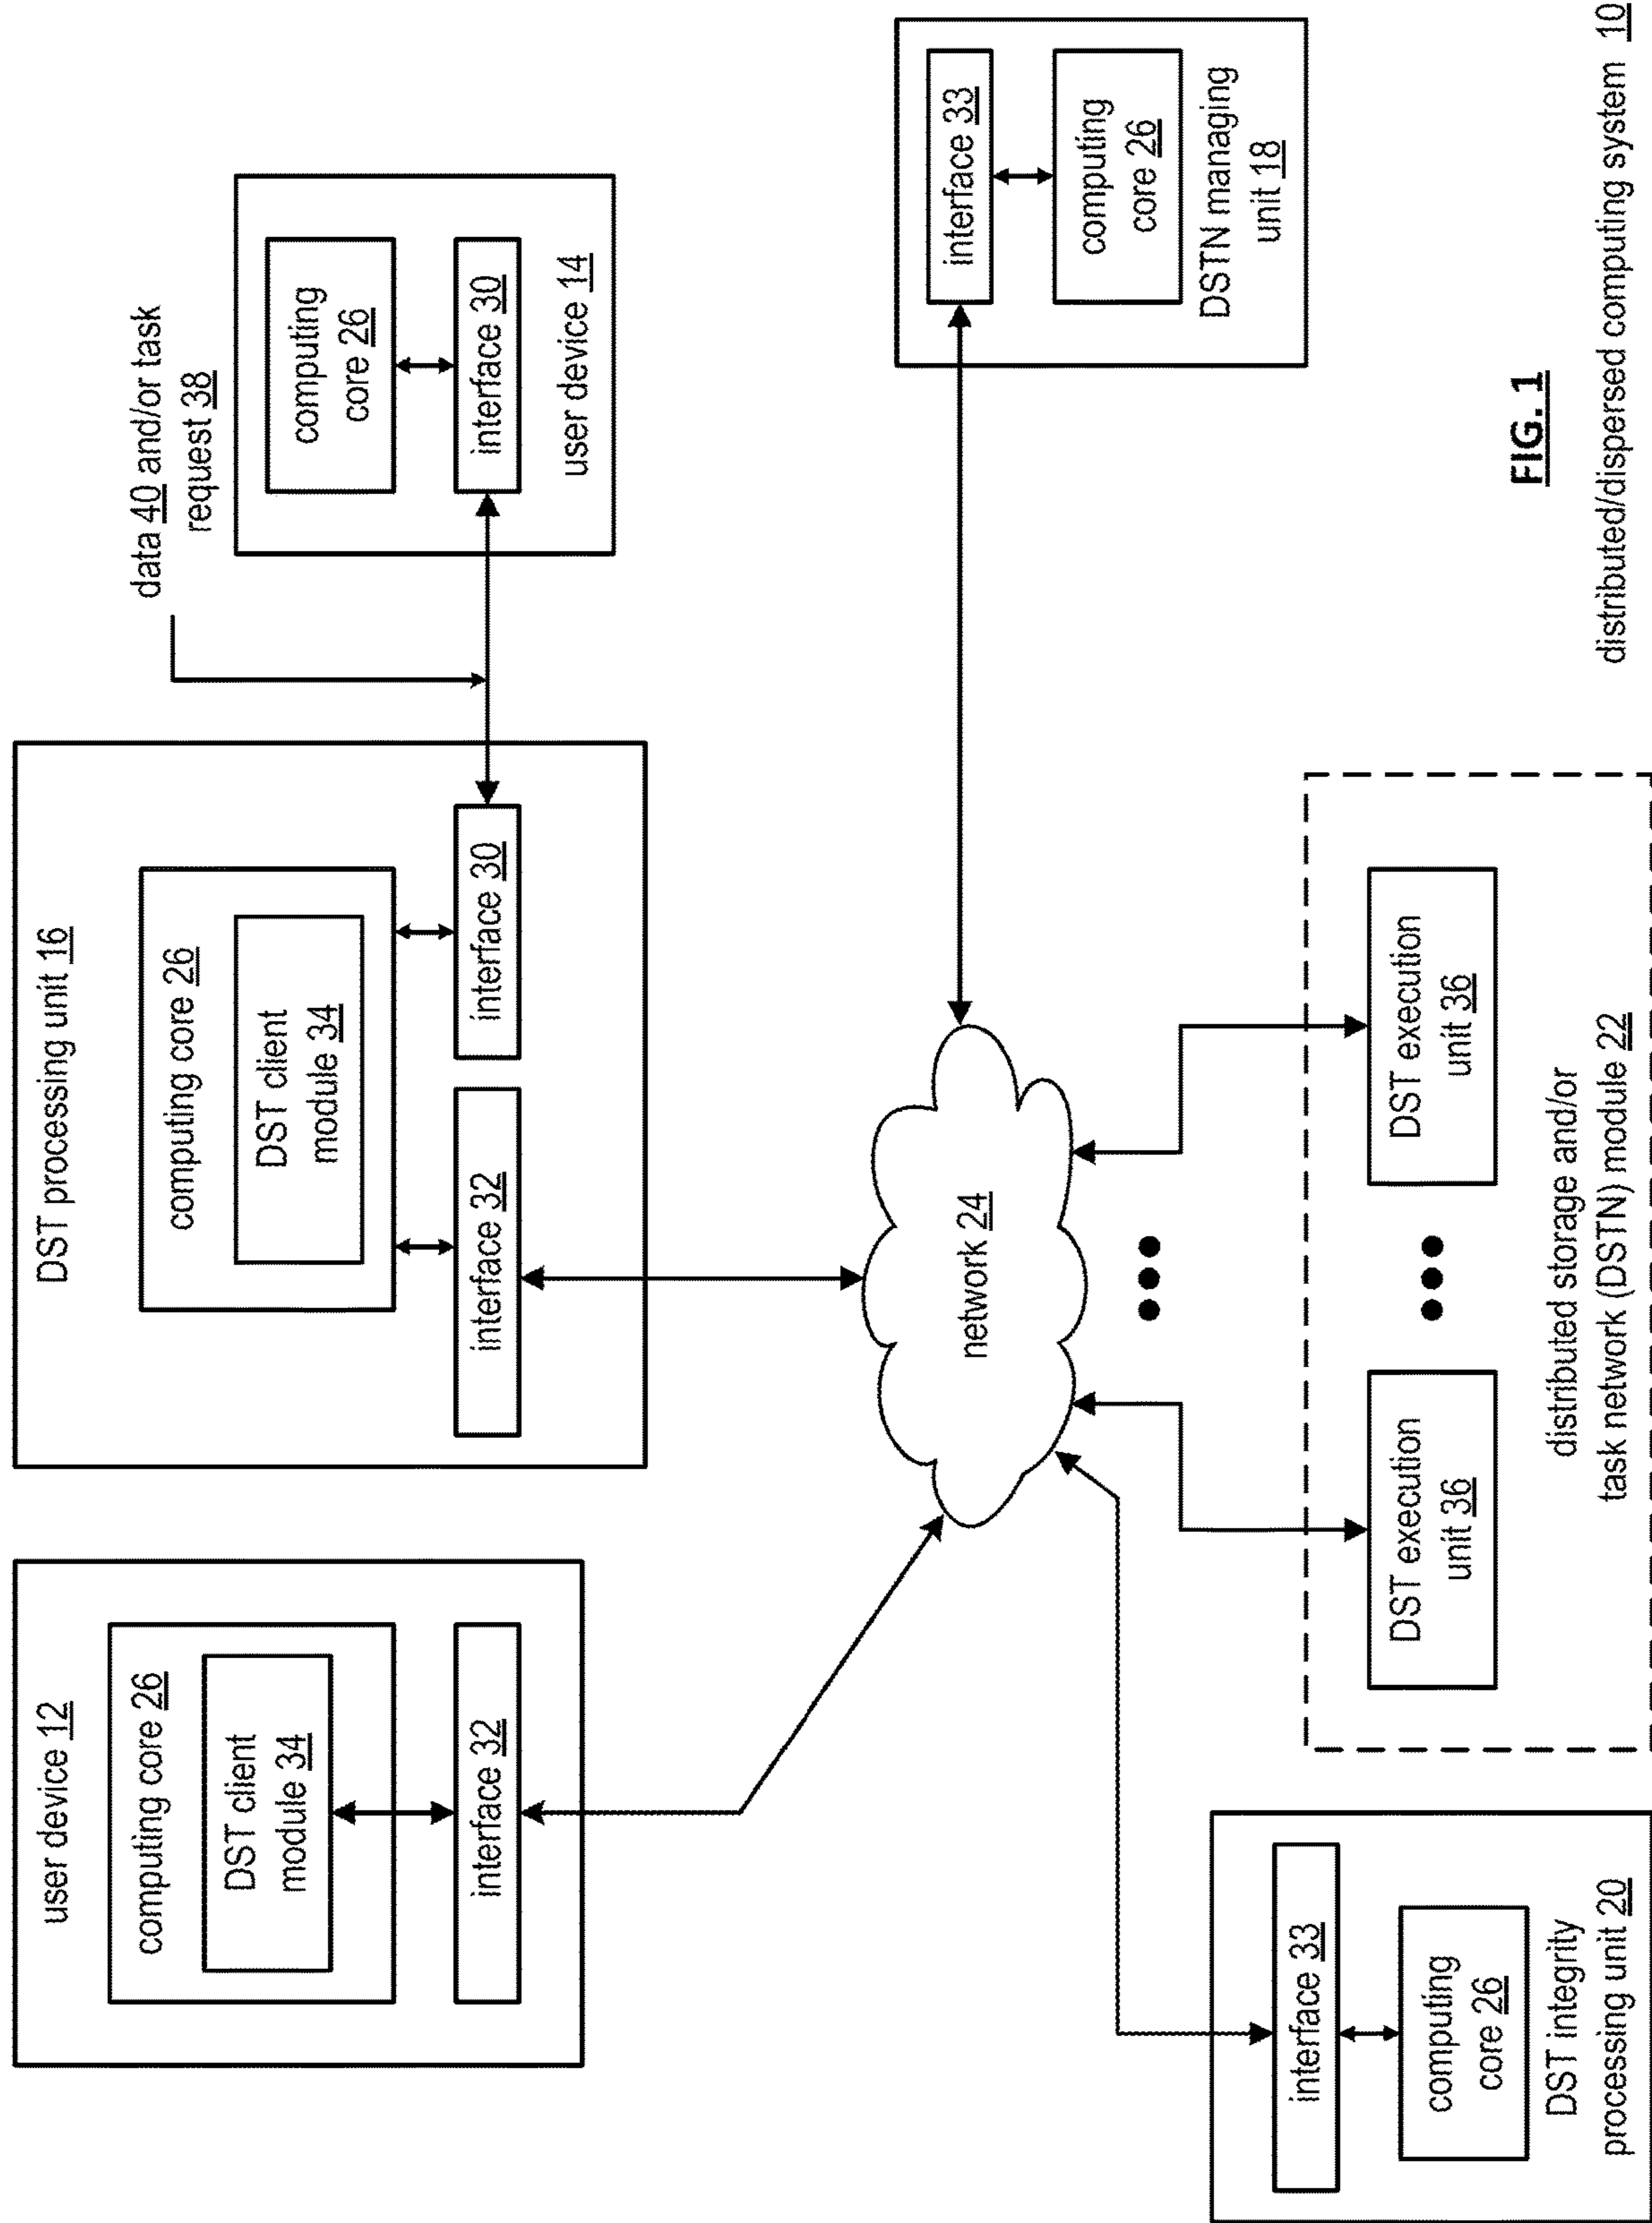 user device 12
computing core 26
DST client
module 34
interface 32
DST processing unit 16
computing core 26
DST client
module 34
interface 32
interface 30
data 40 and/or task
request 38
computing
core 26
interface 30
user device 14
network 24
interface 33
computing
core 26
DSTN managing
unit 18
interface 33
computing
core 26
DST integrity
processing unit 20
DST execution
unit 36
DST execution
unit 36
distributed storage and/or
task network (DSTN) module 22
FIG. 1
distributed/dispersed computing system 10